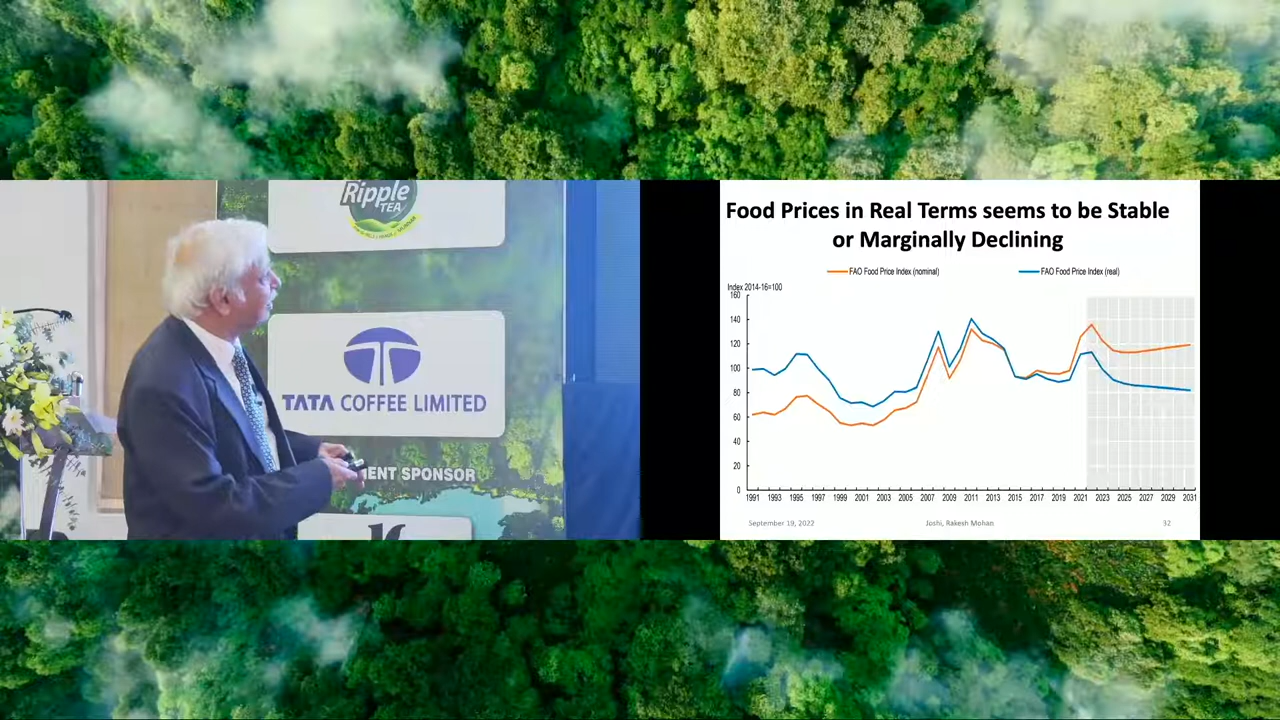 Ripple
TEA
TATA COFFEE LIMITED
ENT SPONSOR
Food Prices in Real Terms seems to be Stable
or Marginally Declining
FAO Food Price Index (nominal)
FAO Food Price Index (real)
Index 2014-16=100
160
140
120
100
80
60
40
20
0
1991 1993 1995 1997 1999 2001 2003 2005 2007 2009 2011 2013 2015 2017 2019 2021 2023 2025 2027 2029 2031
September 19, 2022
Joshi, Rakesh Mohan
32